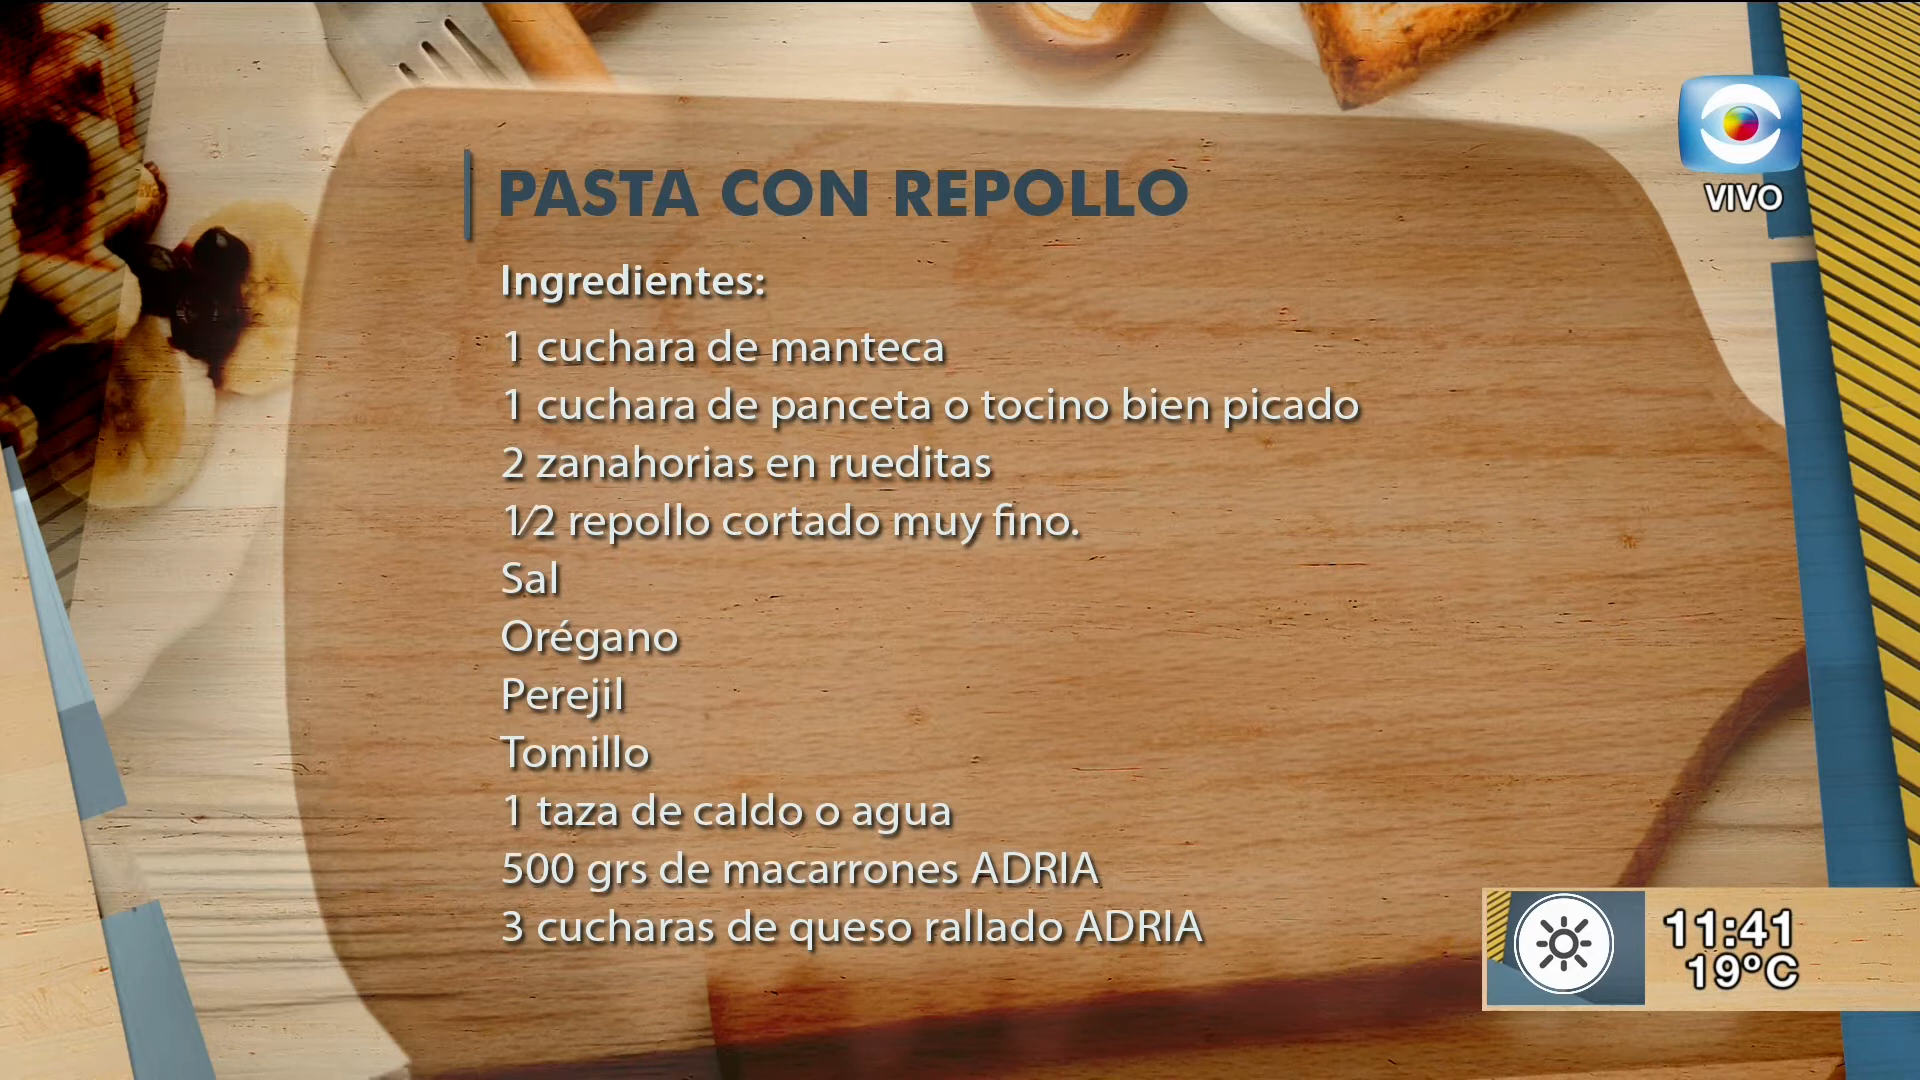 PASTA CON REPOLLO
Ingredientes:
1 cuchara de manteca
1 cuchara de panceta o tocino bien picado
2 zanahorias en rueditas
1⁄2 repollo cortado muy fino.
Sal
Orégano
Perejil
Tomillo
1 taza de caldo o agua
500 grs de macarrones ADRIA
3 cucharas de queso rallado ADRIA
VIVO
11:41
19ºC